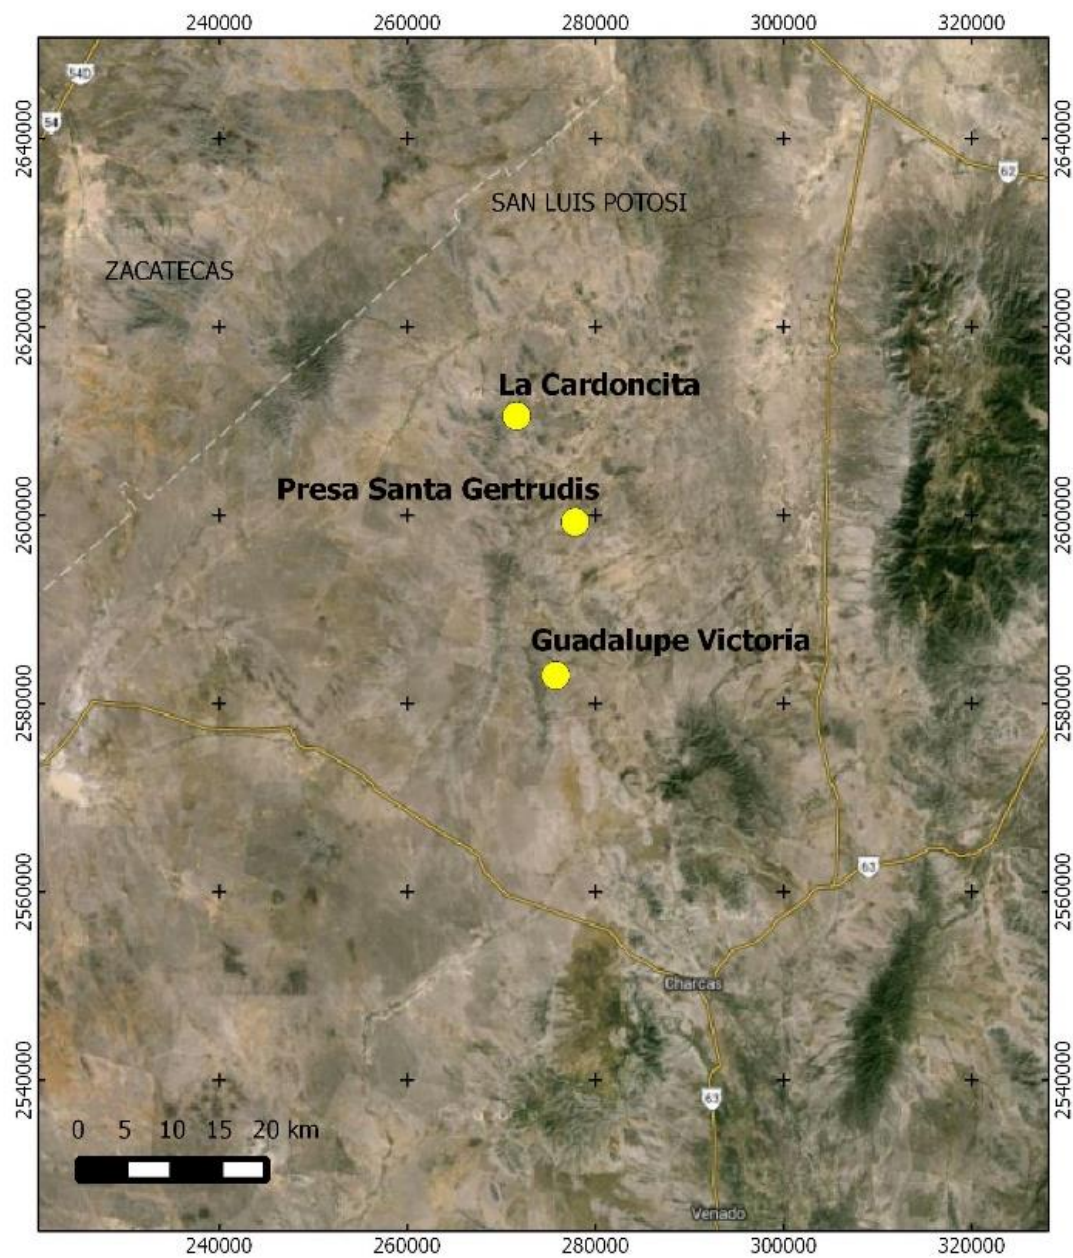 240000 260000 280000 300000 320000
54D
54
2640000 2640000
62
SAN LUIS POTOSI
ZACATECAS
2620000 2620000
La Cardoncita
Presa Santa Gertrudis
2600000 2600000
Guadalupe Victoria
2580000 2580000
63
2560000 2560000
Charcas
2540000 2540000
63
0 5 10 15 20 km
Venado
240000 260000 280000 300000 320000